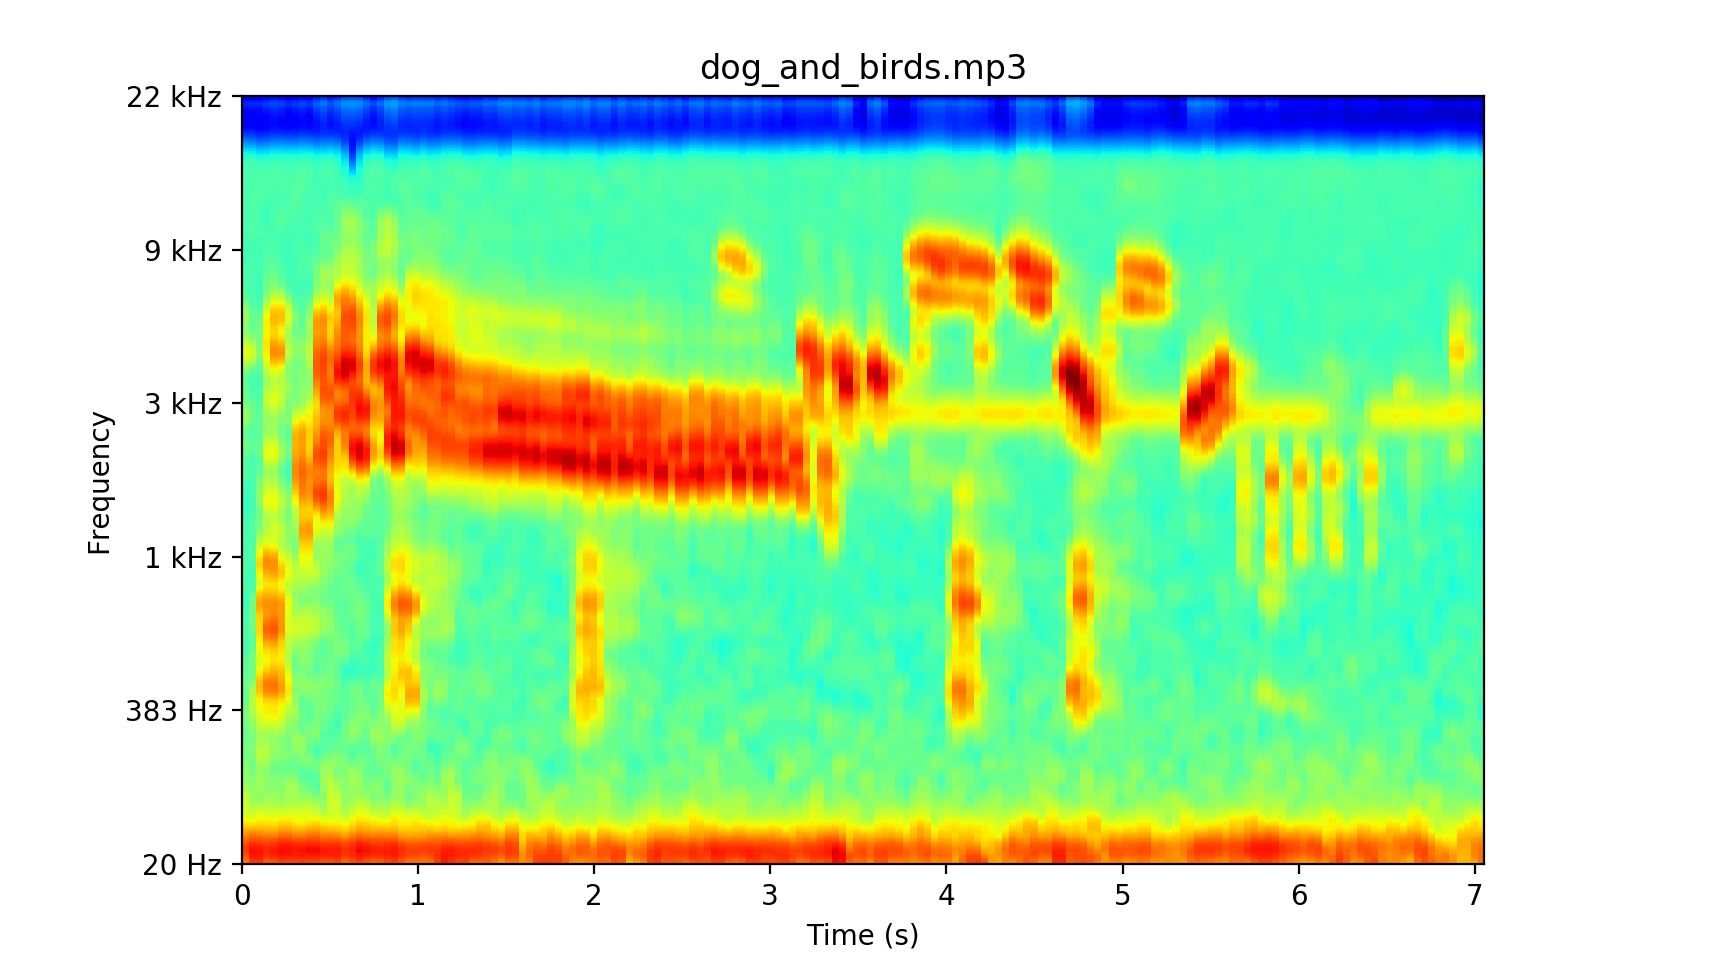 dog_and_birds.mp3
22 kHz
9 kHz
3 kHz
1 kHz
383 Hz
20 Hz
Frequency
0 1 2 3 4 5 6 7
Time (s)